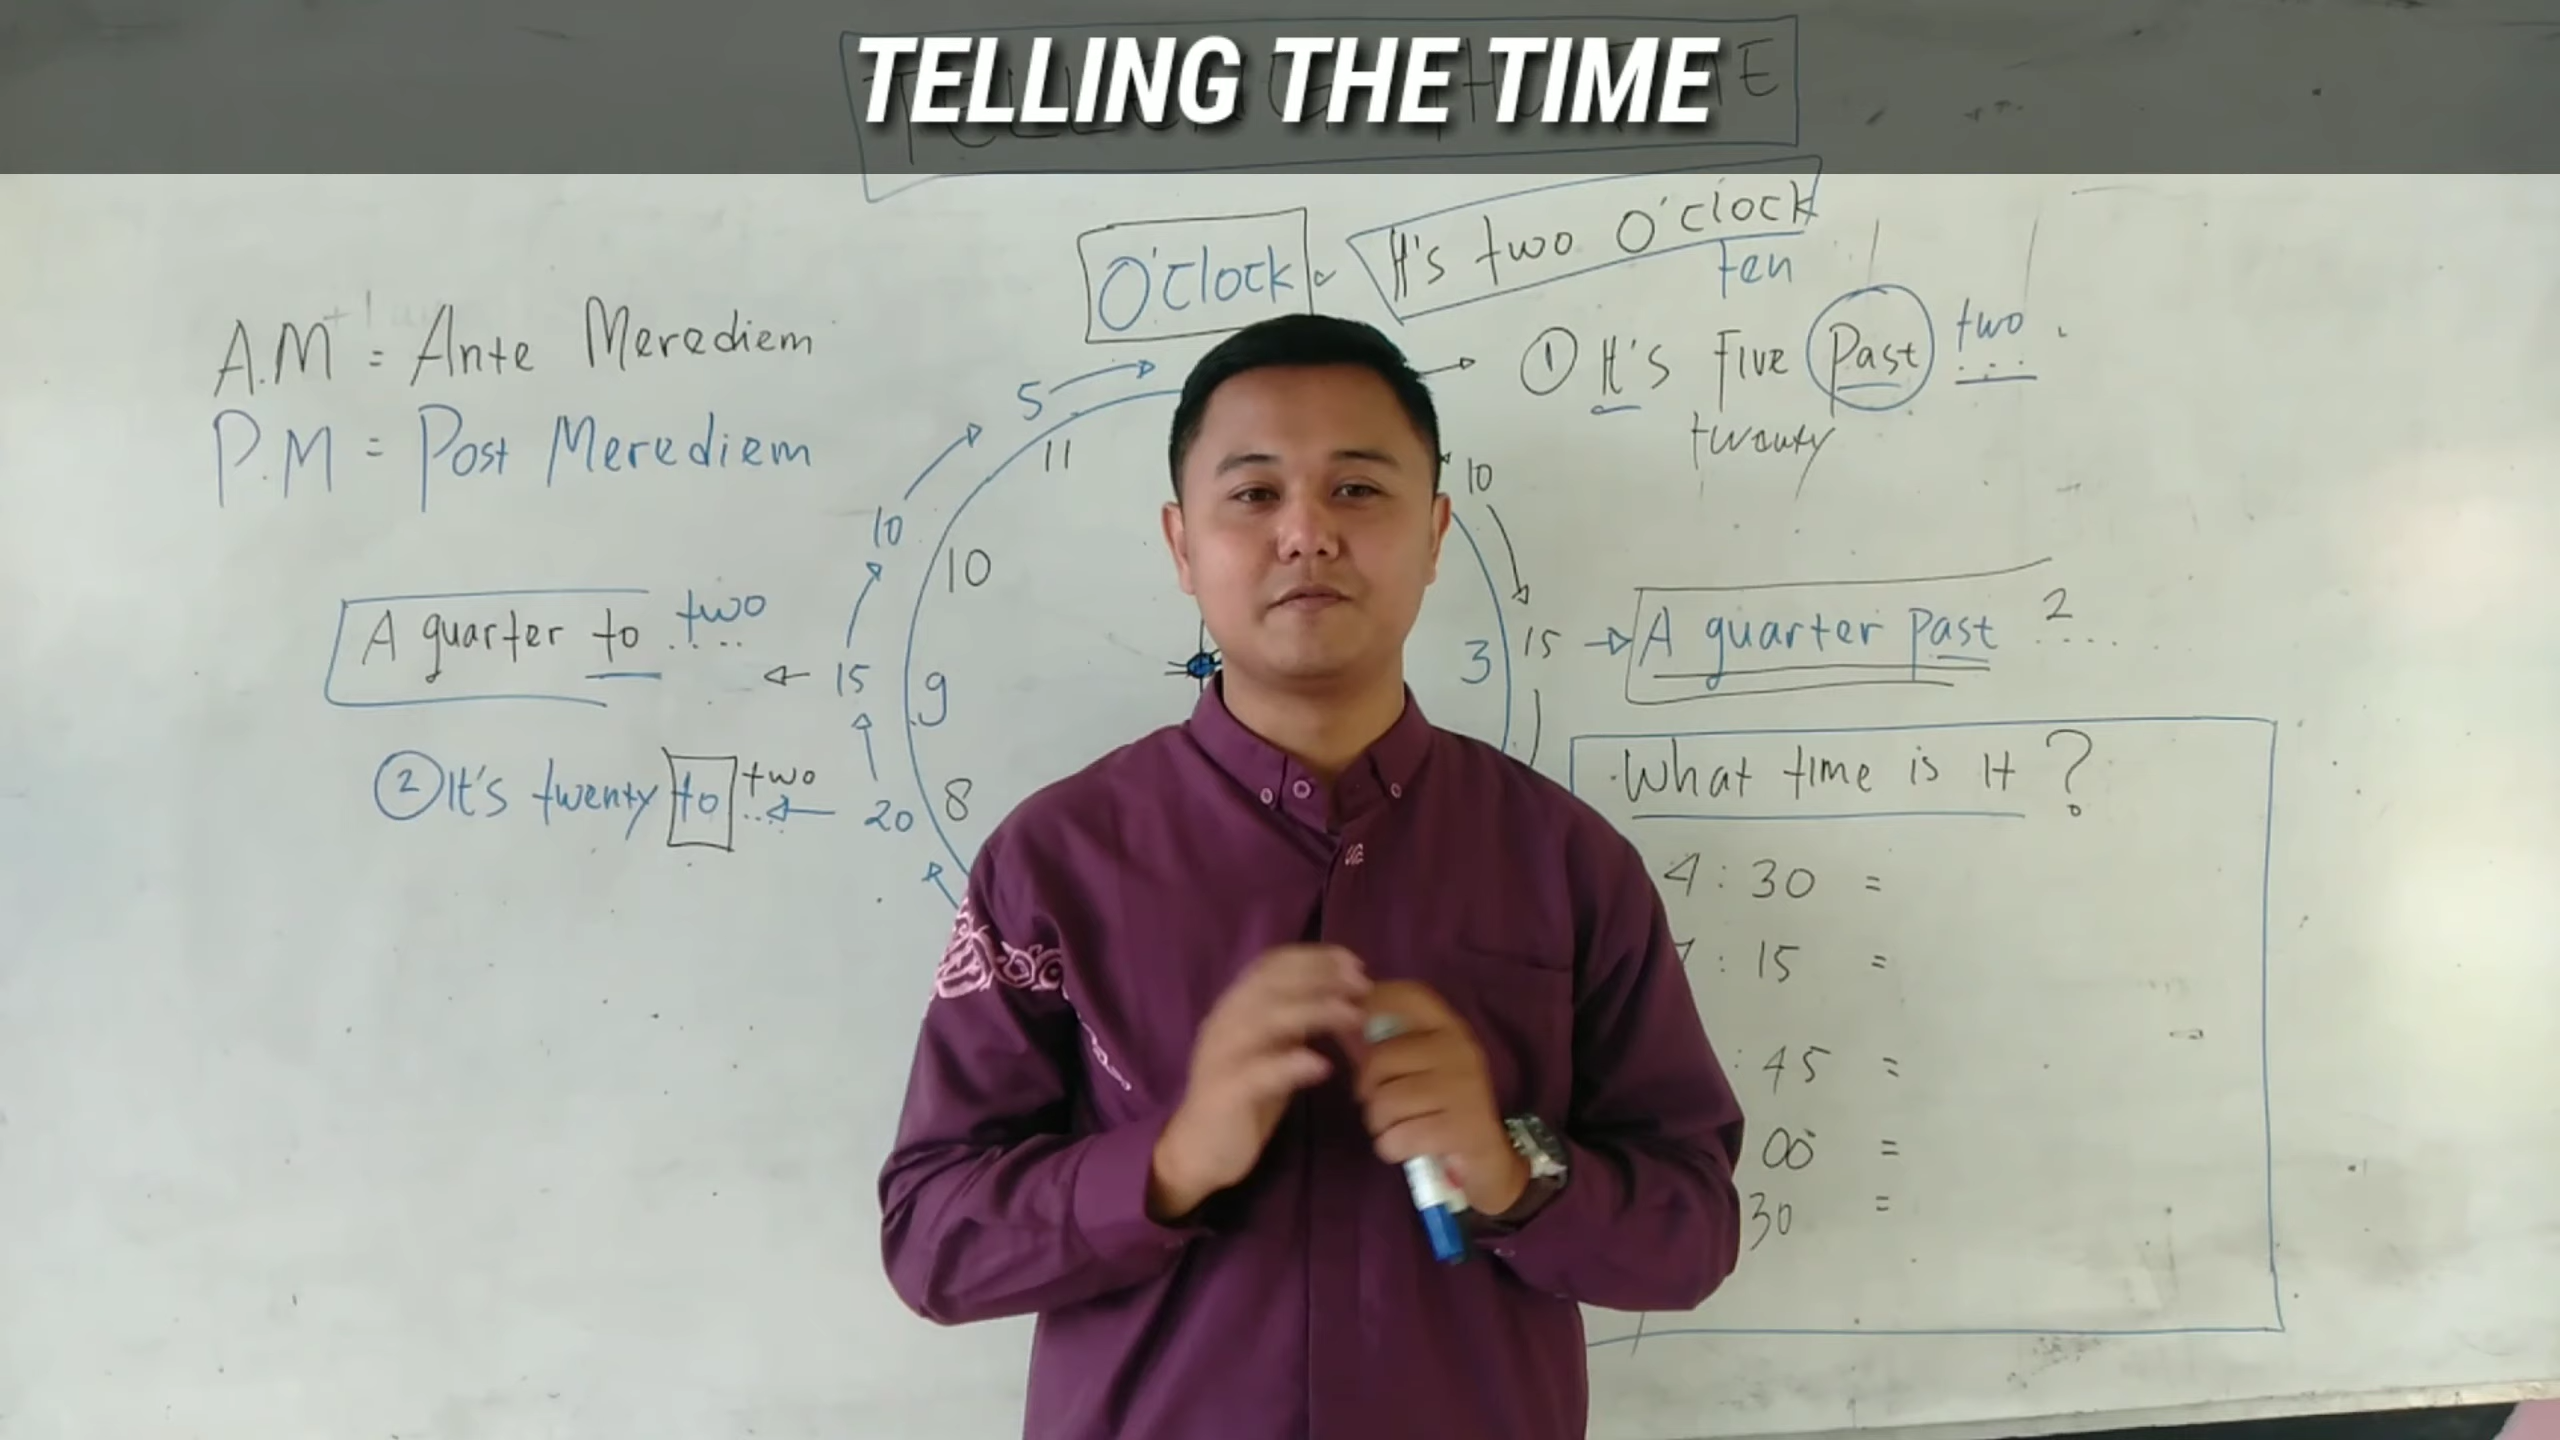 TELLING THE TIME
O'clock
It's two O'clock
ten
A.M = Ante Merediem
P.M = Post Merediem
① It's Five Past two
twenty
5
11
10
10
10
A quarter to two
15
9
3
15
A quarter past 2
② It's twenty to two
20
8
What time is it ?
4 : 30 =
: 15 =
: 45 =
00 =
30 =